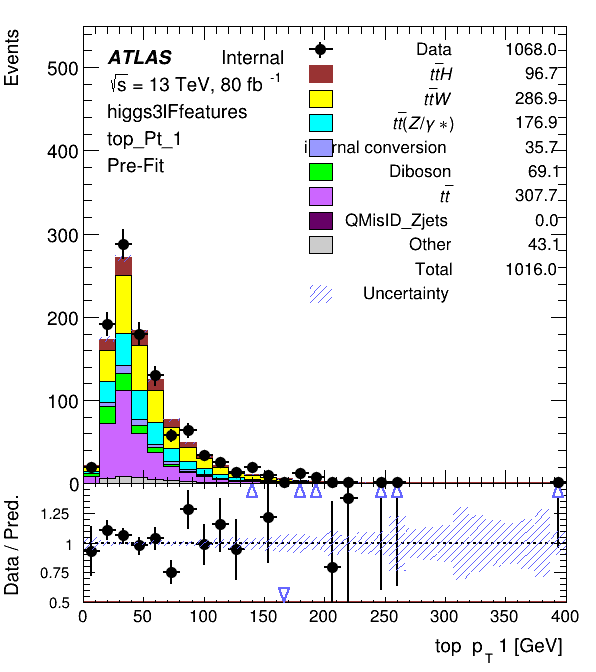 Events
500
400
300
200
100
0
ATLAS Internal
√s = 13 TeV, 80 fb⁻¹
higgs3lFfeatures
top_Pt_1
Pre-Fit
Data 1068.0
tt̄H 96.7
tt̄W 286.9
tt̄(Z/γ*) 176.9
internal conversion 35.7
Diboson 69.1
tt̄ 307.7
QMisID_Zjets 0.0
Other 43.1
Total 1016.0
Uncertainty
Data / Pred.
1.25
1
0.75
0.5
0 50 100 150 200 250 300 350 400
top p_T 1 [GeV]